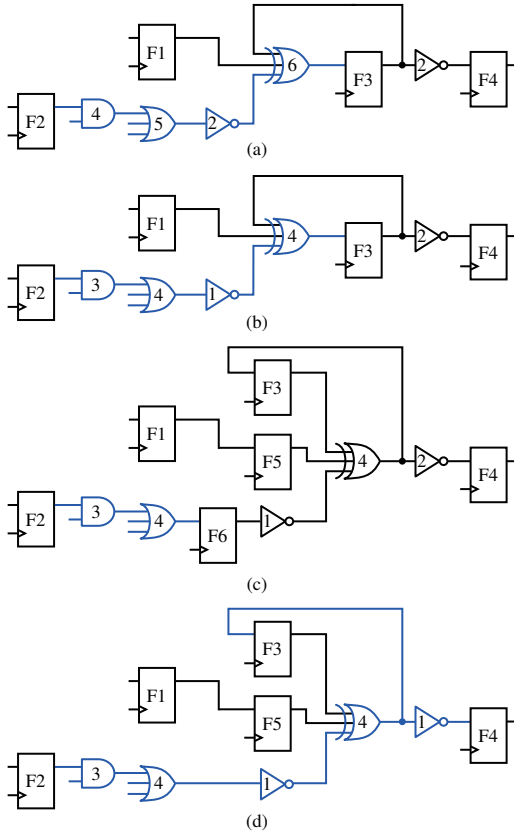 F1 6 F3 2 F4
F2 4 5 2
(a)
F1 4 F3 2 F4
F2 3 4 1
(b)
F3
F1 F5 4 2 F4
F2 3 4 F6 1
(c)
F3
F1 F5 4 1 F4
F2 3 4 1
(d)